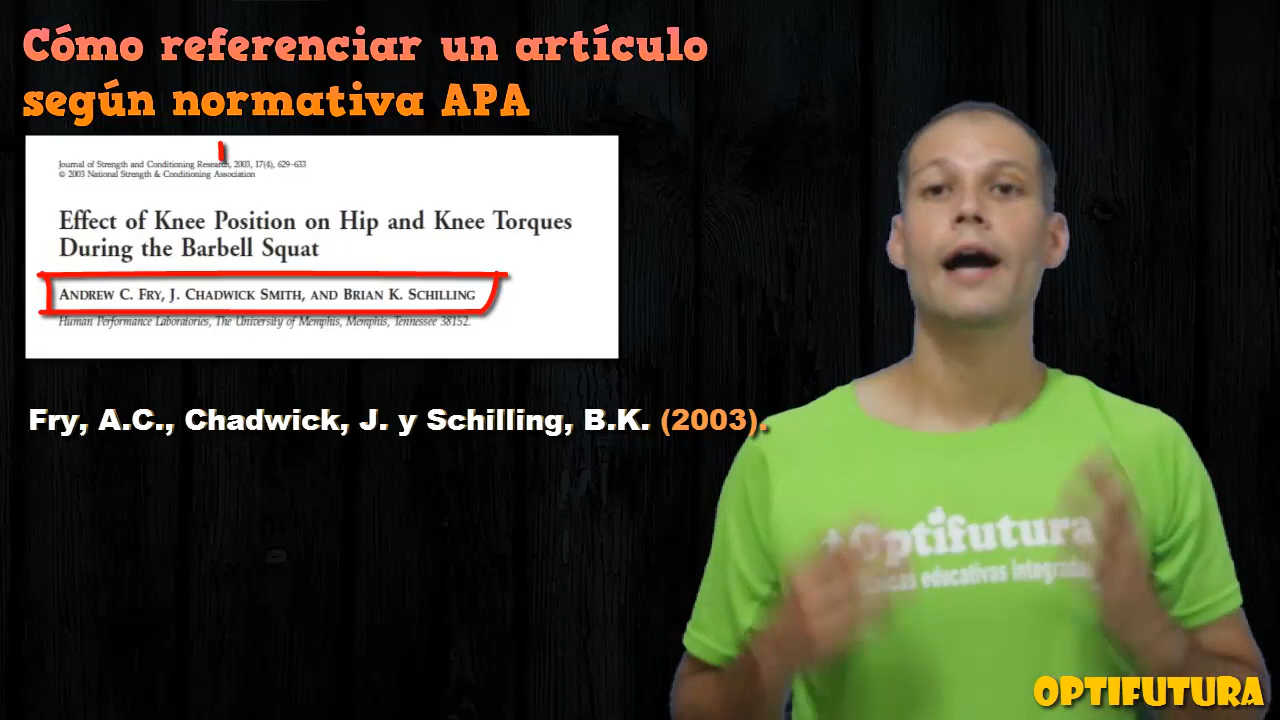 Cómo referenciar un artículo
según normativa APA
Journal of Strength and Conditioning Research, 2003, 17(4), 629–633
© 2003 National Strength & Conditioning Association
Effect of Knee Position on Hip and Knee Torques
During the Barbell Squat
ANDREW C. FRY, J. CHADWICK SMITH, AND BRIAN K. SCHILLING
Human Performance Laboratories, The University of Memphis, Memphis, Tennessee 38152.
Fry, A.C., Chadwick, J. y Schilling, B.K. (2003).
Optifutura
educativas integradas
OPTIFUTURA